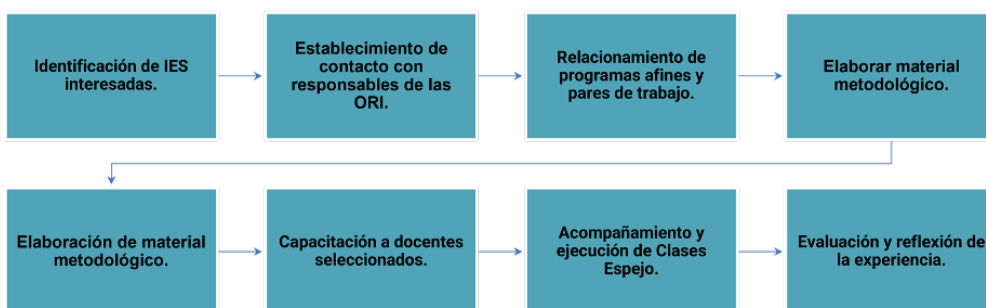 Identificación de IES
interesadas.
Establecimiento de
contacto con
responsables de las
ORI.
Relacionamiento de
programas afines y
pares de trabajo.
Elaborar material
metodológico.
Elaboración de material
metodológico.
Capacitación a docentes
seleccionados.
Acompañamiento y
ejecución de Clases
Espejo.
Evaluación y reflexión de
la experiencia.